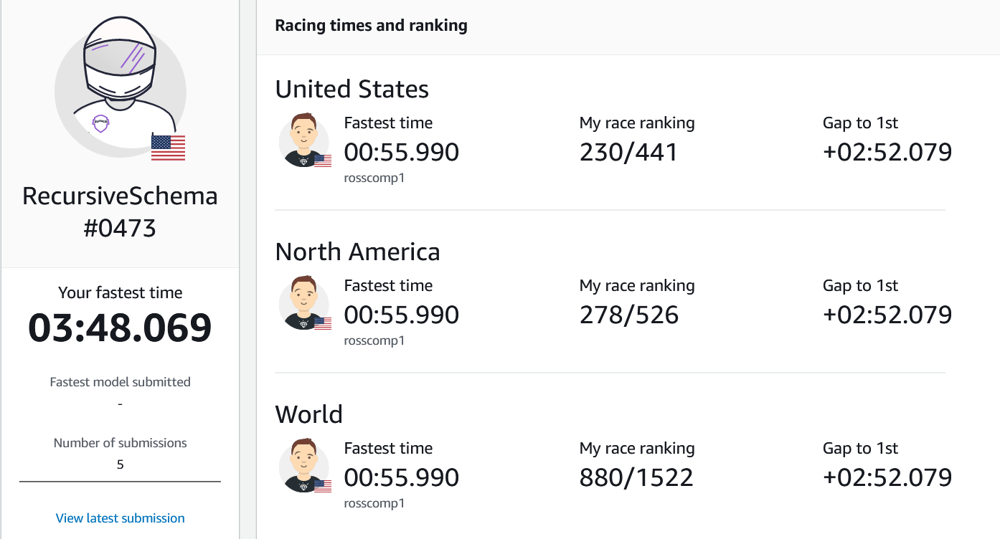 RecursiveSchema
#0473
Your fastest time
03:48.069
Fastest model submitted
-
Number of submissions
5
View latest submission
Racing times and ranking
United States
Fastest time
00:55.990
rosscomp1
My race ranking
230/441
Gap to 1st
+02:52.079
North America
Fastest time
00:55.990
rosscomp1
My race ranking
278/526
Gap to 1st
+02:52.079
World
Fastest time
00:55.990
rosscomp1
My race ranking
880/1522
Gap to 1st
+02:52.079